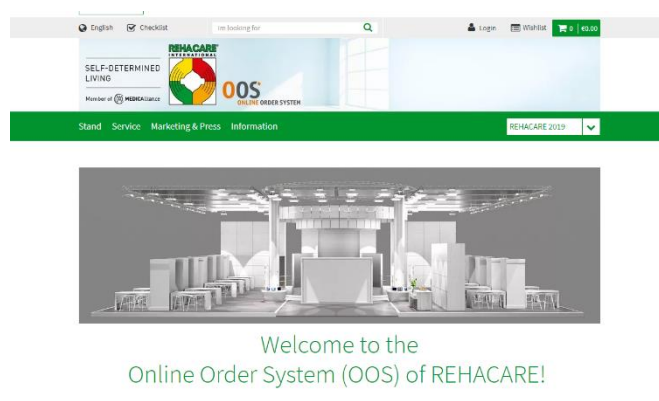 English Checklist
I'm looking for
Login Wishlist 0 €0.00
SELF-DETERMINED
LIVING
Member of MEDICAlliance
REHACARE
INTERNATIONAL
OOS
ONLINE ORDER SYSTEM
Stand Service Marketing & Press Information
REHACARE 2019
Welcome to the
Online Order System (OOS) of REHACARE!